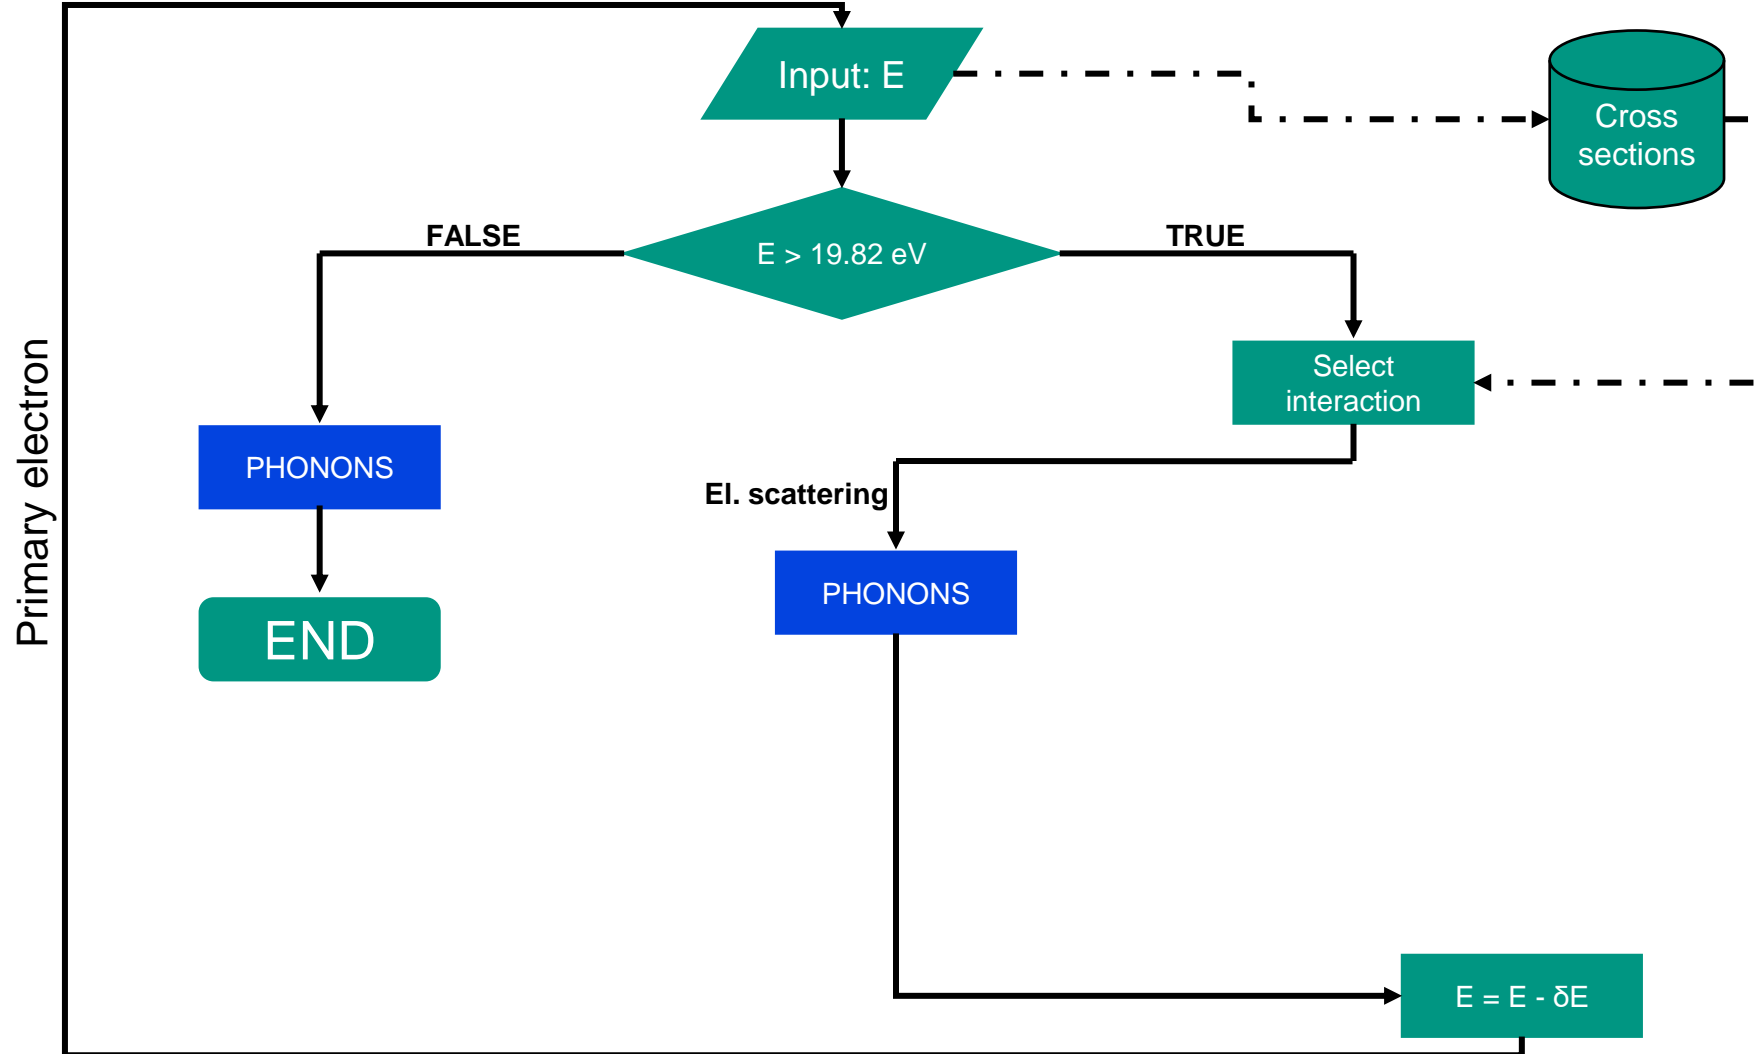 Input: E
Cross
sections
FALSE
TRUE
E > 19.82 eV
Primary electron
Select
interaction
PHONONS
El. scattering
PHONONS
END
E = E - δE